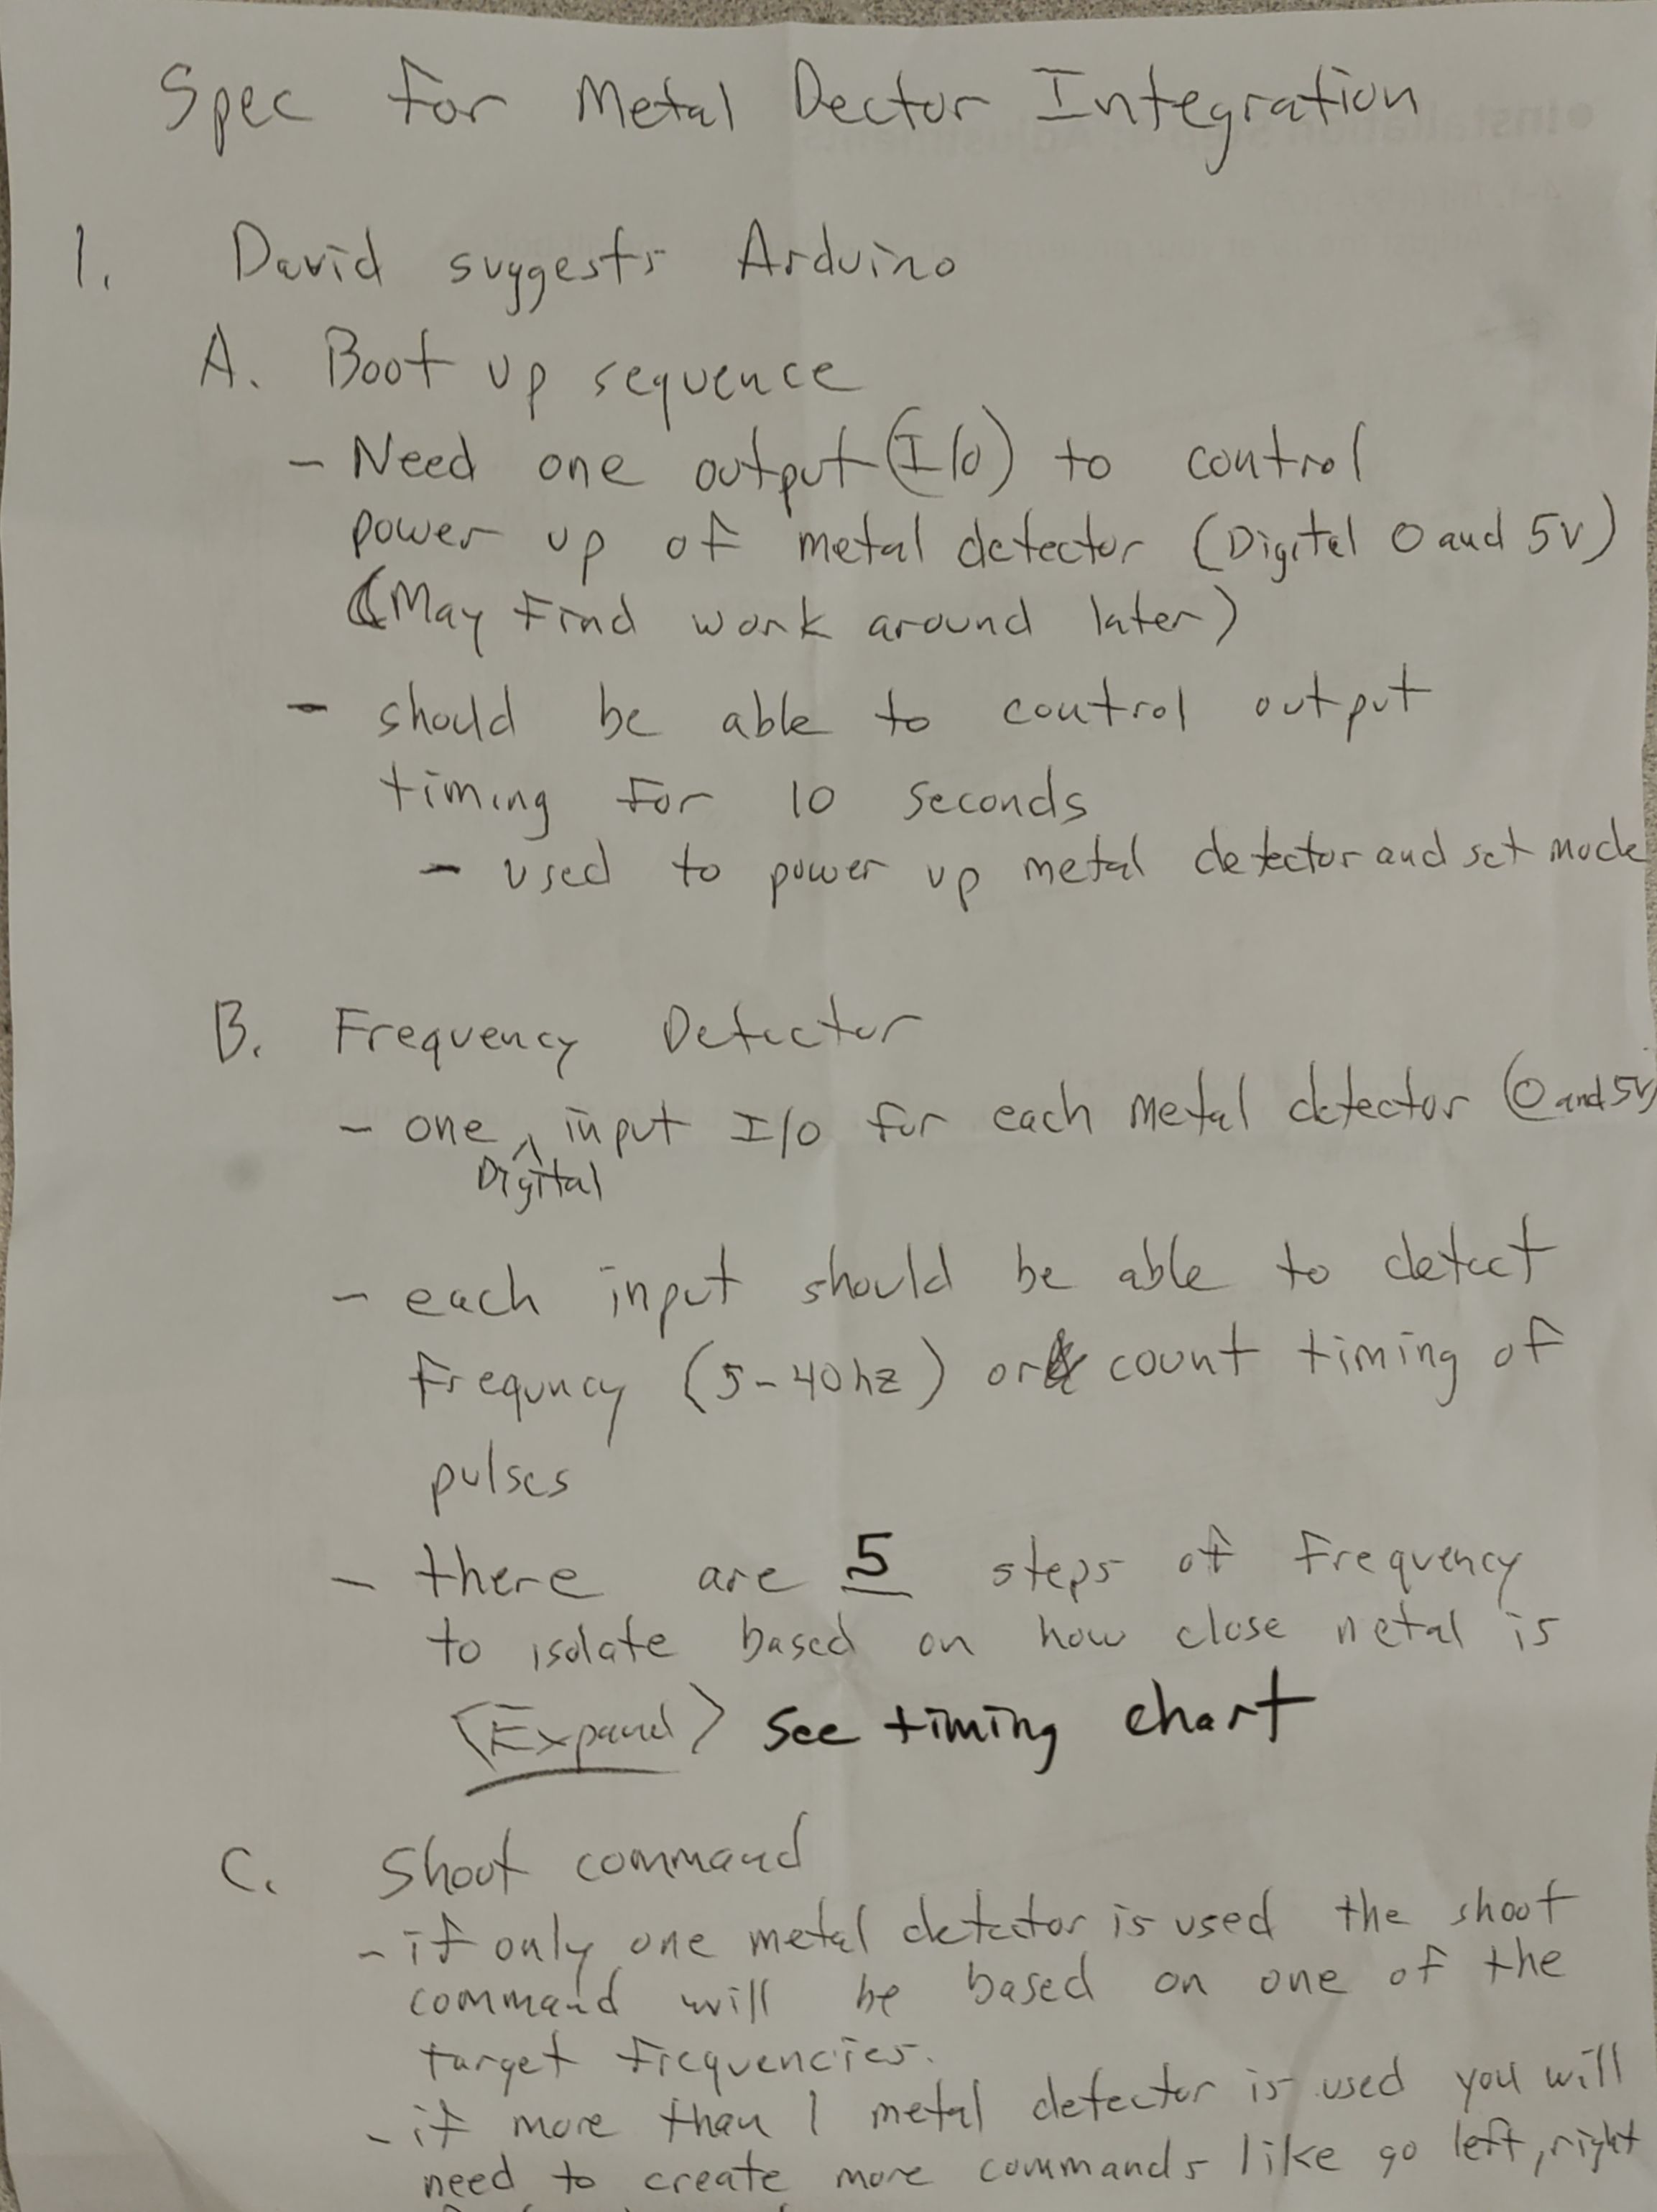 Spec for Metal Dector Integration
1. David suggests Arduino
A. Boot up sequence
- Need one output (I/O) to control
power up of metal detector (Digital 0 and 5V)
(May Find work around later)
- should be able to control output
timing for 10 seconds
- used to power up metal detector and set mode
B. Frequency Detector
- one ^ input I/O for each metal detector (0 and 5V)
Digital
- each input should be able to detect
frequncy (5-40hz) or count timing of
pulses
- there are 5 steps of frequency
to isolate based on how close metal is
(Expand) see timing chart
C. Shoot command
- if only one metal detector is used the shoot
command will be based on one of the
target frequencies.
- if more than 1 metal detector is used you will
need to create more commands like go left, right